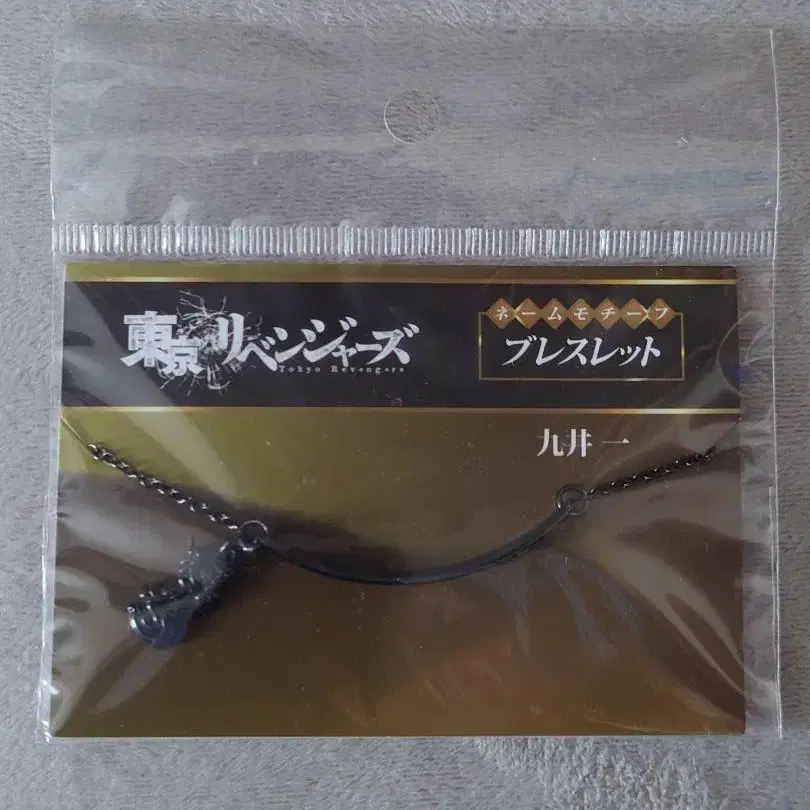 東京リベンジャーズ
Tokyo Revengers
ネームモチーフ
ブレスレット
九井 一